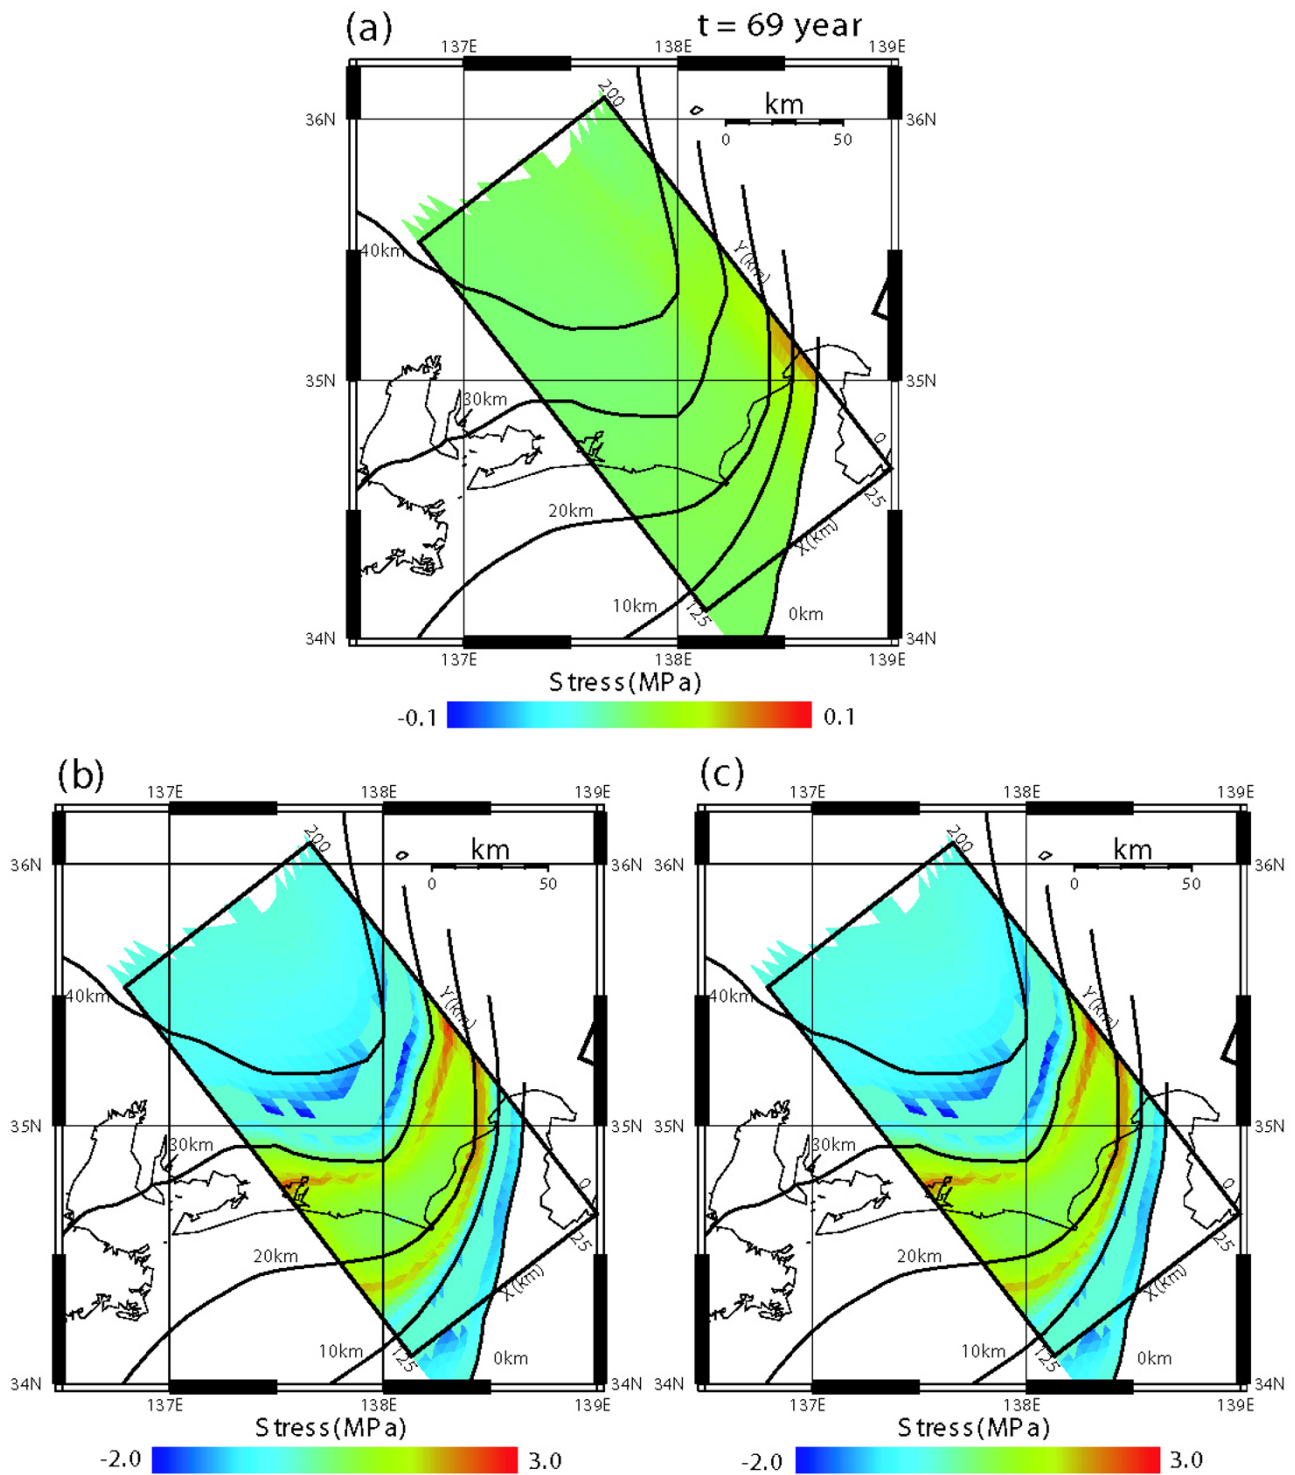 (a) t = 69 year
137E 138E 139E
200
km
36N 36N
0 50
40km
Y(km)
35N 35N
30km
0
25
20km
X(km)
10km
125
0km
34N 34N
137E 138E 139E
Stress(MPa)
-0.1 0.1
(b) (c)
137E 138E 139E 137E 138E 139E
200 200
km km
36N 36N 36N
0 50 0 50
40km 40km
Y(km) Y(km)
35N 35N 35N
30km 30km
0 0
25 25
20km 20km
X(km) X(km)
10km 10km
125 125
0km 0km
34N 34N 34N
137E 138E 139E 137E 138E 139E
Stress(MPa) Stress(MPa)
-2.0 3.0 -2.0 3.0